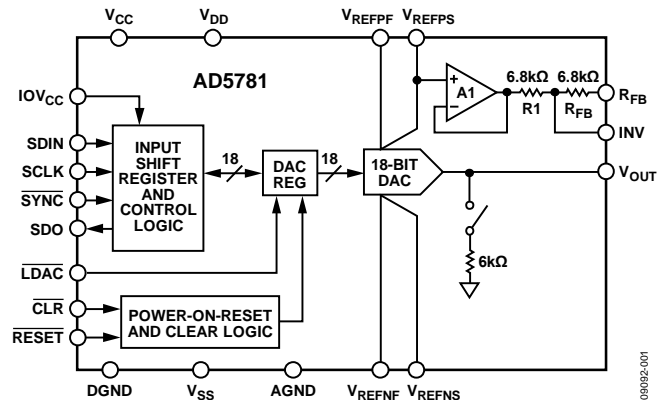 VCC
VDD
VREFPF
VREFPS
AD5781
A1
6.8kΩ
6.8kΩ
R1
RFB
RFB
INV
IOVCC
SDIN
SCLK
SYNC
SDO
INPUT
SHIFT
REGISTER
AND
CONTROL
LOGIC
18
DAC
REG
18
18-BIT
DAC
VOUT
6kΩ
LDAC
CLR
RESET
POWER-ON-RESET
AND CLEAR LOGIC
DGND
VSS
AGND
VREFNF
VREFNS
09092-001